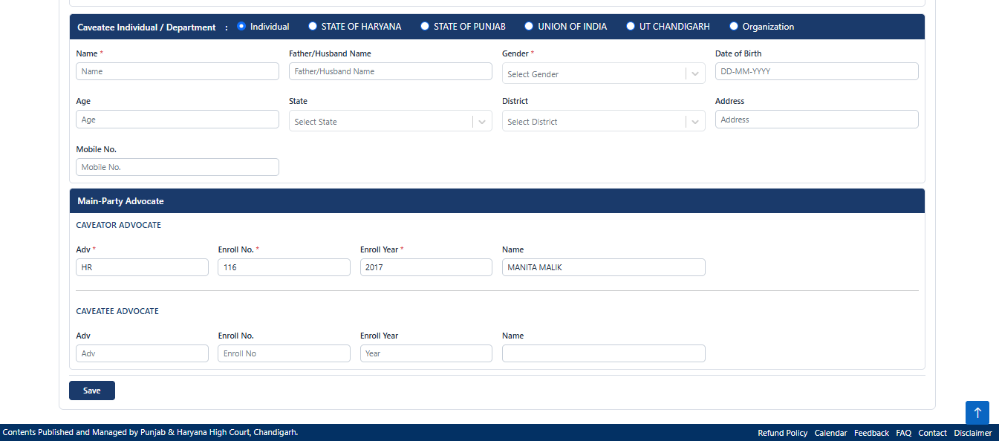 Caveatee Individual / Department : Individual STATE OF HARYANA STATE OF PUNJAB UNION OF INDIA UT CHANDIGARH Organization
Name * Father/Husband Name Gender * Date of Birth
Name Father/Husband Name Select Gender DD-MM-YYYY
Age State District Address
Age Select State Select District Address
Mobile No.
Mobile No.
Main-Party Advocate
CAVEATOR ADVOCATE
Adv * Enroll No. * Enroll Year * Name
HR 116 2017 MANITA MALIK
CAVEATEE ADVOCATE
Adv Enroll No. Enroll Year Name
Adv Enroll No Year
Save
Contents Published and Managed by Punjab & Haryana High Court, Chandigarh. Refund Policy Calendar Feedback FAQ Contact Disclaimer